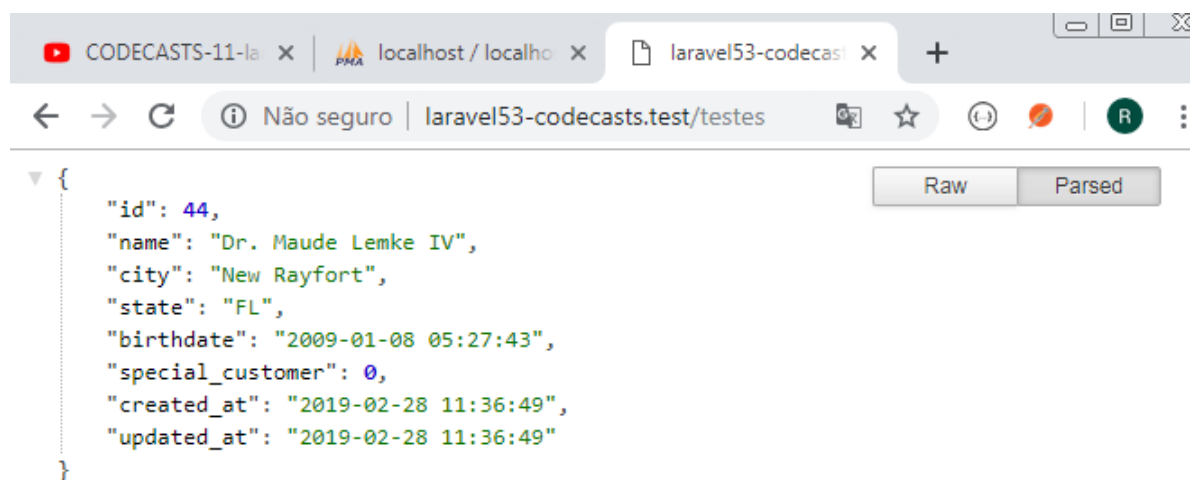 CODECASTS-11-la
PMA localhost / localho
laravel53-codecast
Não seguro | laravel53-codecasts.test/testes
R
Raw Parsed
{
"id": 44,
"name": "Dr. Maude Lemke IV",
"city": "New Rayfort",
"state": "FL",
"birthdate": "2009-01-08 05:27:43",
"special_customer": 0,
"created_at": "2019-02-28 11:36:49",
"updated_at": "2019-02-28 11:36:49"
}